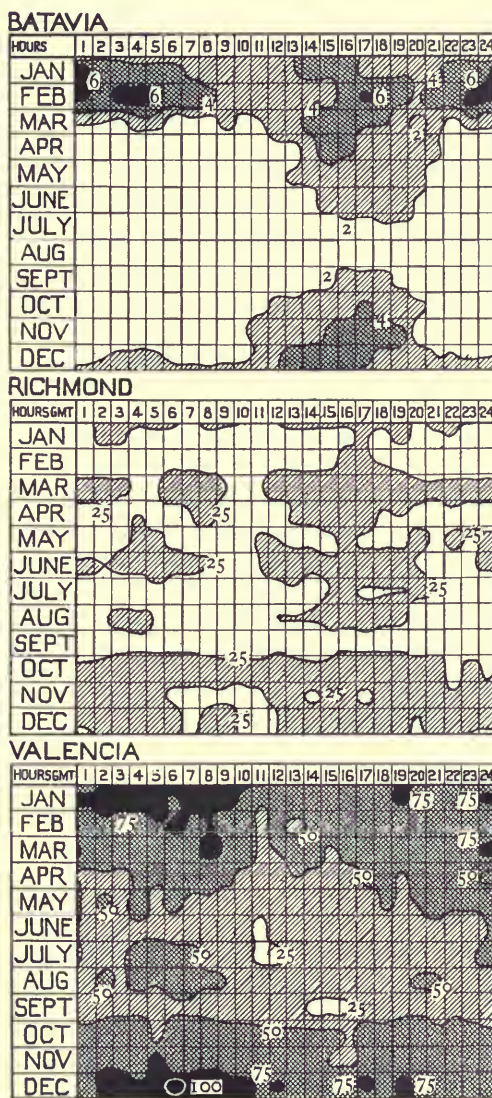 BATAVIA
HOURS 1 2 3 4 5 6 7 8 9 10 11 12 13 14 15 16 17 18 19 20 21 22 23 24
JAN 6 4 6
FEB 6 4 4 6
MAR 2
APR
MAY
JUNE
JULY 2
AUG
SEPT 2
OCT
NOV 4
DEC
RICHMOND
HOURS GMT 1 2 3 4 5 6 7 8 9 10 11 12 13 14 15 16 17 18 19 20 21 22 23 24
JAN
FEB
MAR
APR 25 25
MAY 25
JUNE 25
JULY 25
AUG
SEPT
OCT 25
NOV 25
DEC 25
VALENCIA
HOURS GMT 1 2 3 4 5 6 7 8 9 10 11 12 13 14 15 16 17 18 19 20 21 22 23 24
JAN 75 75
FEB 75 50
MAR 75
APR 50 50
MAY 50
JUNE
JULY 50 25
AUG 50 50
SEPT 25
OCT 50
NOV
DEC 100 75 75 75